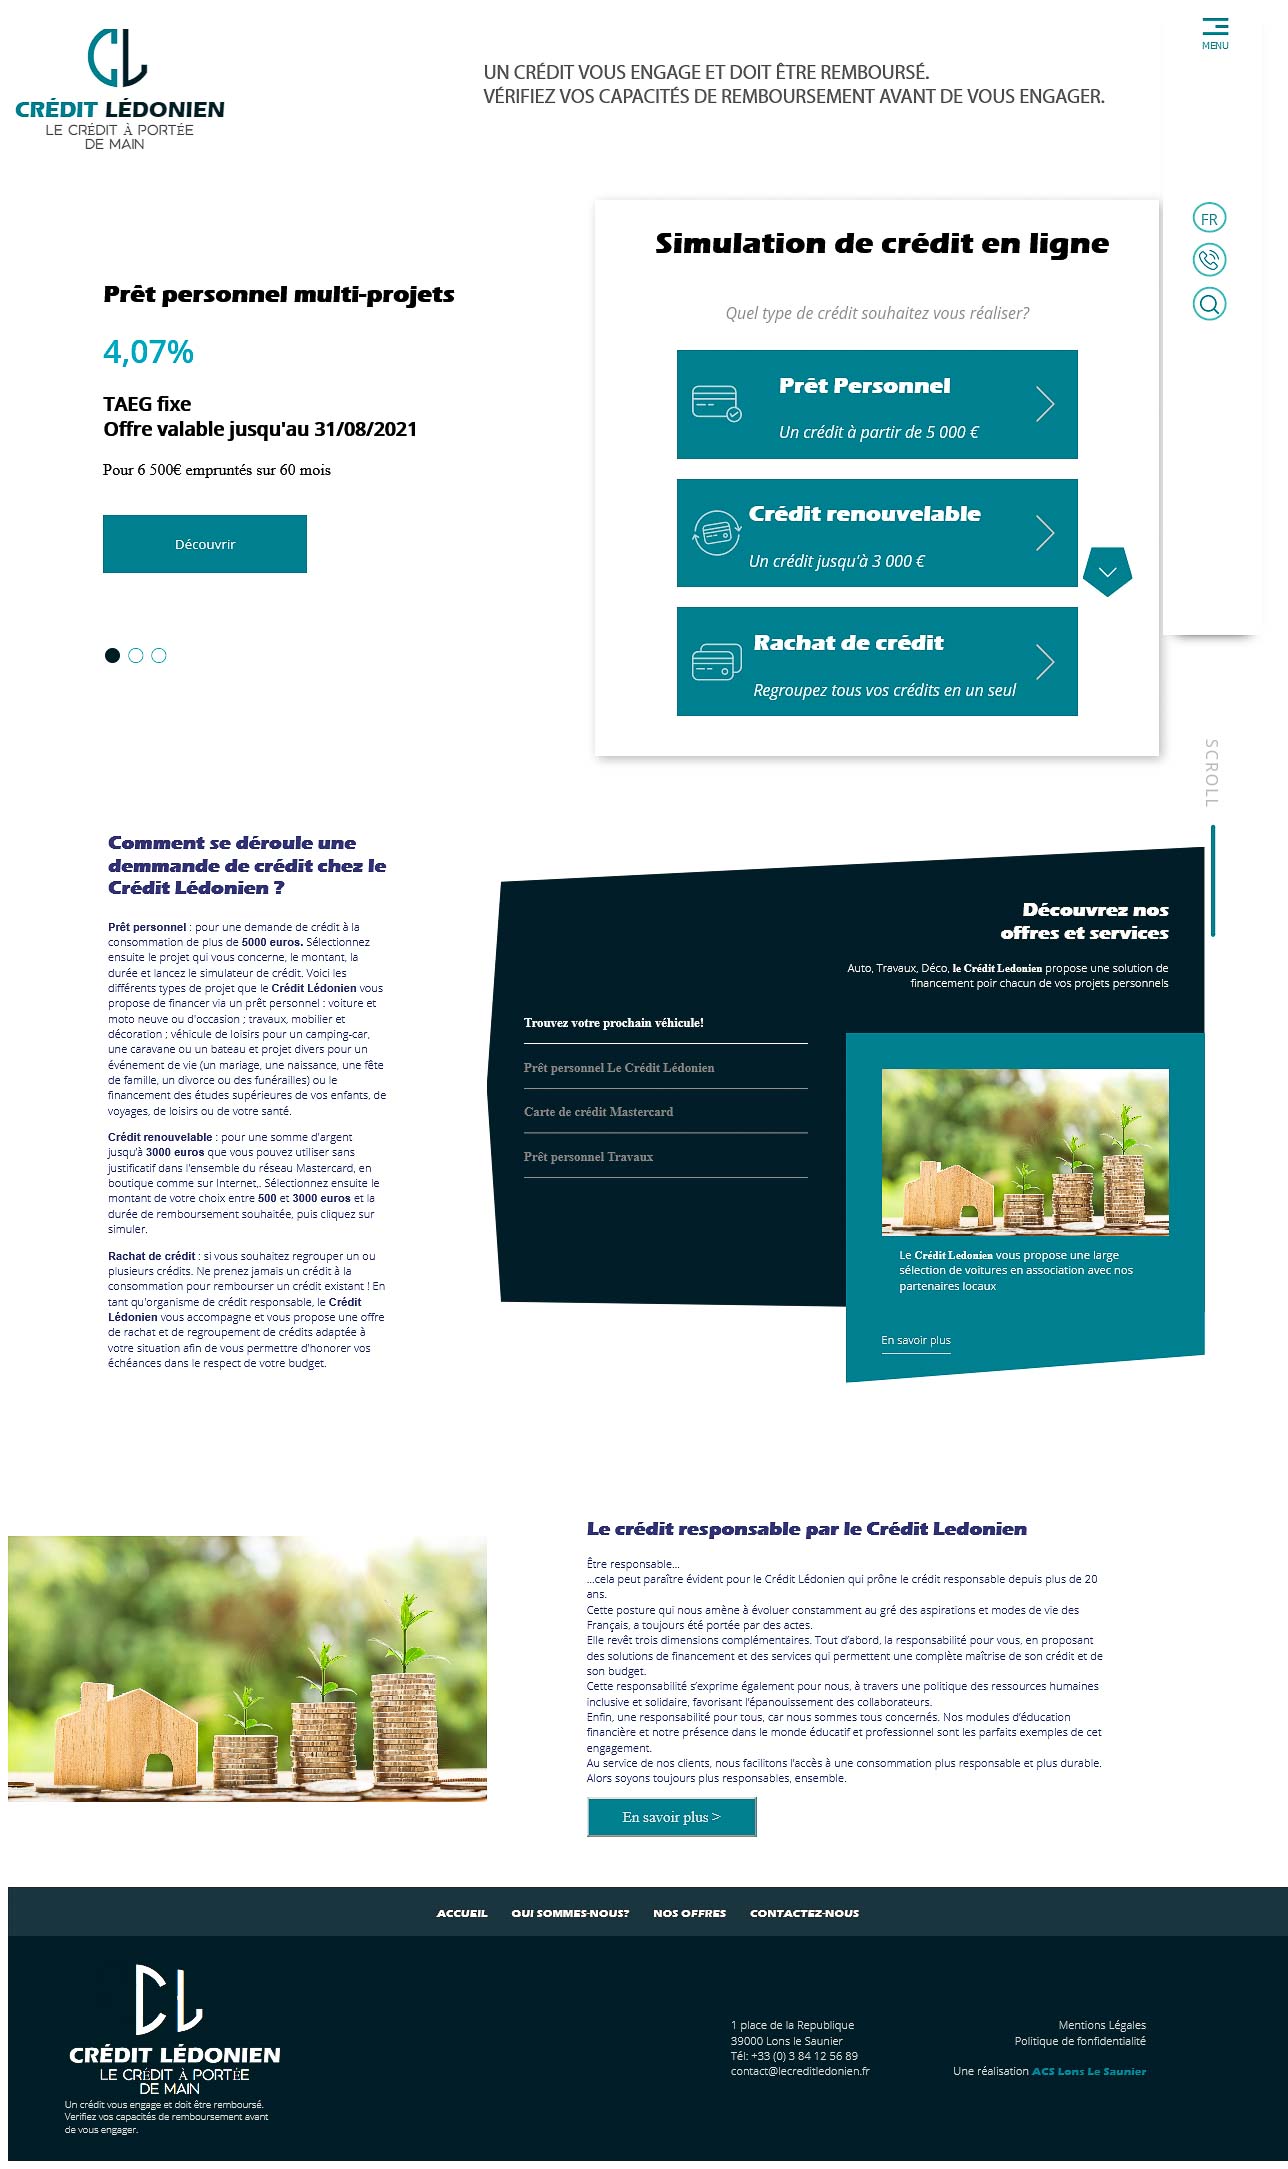 CRÉDIT LÉDONIEN
LE CRÉDIT À PORTÉE
DE MAIN
UN CRÉDIT VOUS ENGAGE ET DOIT ÊTRE REMBOURSÉ.
VÉRIFIEZ VOS CAPACITÉS DE REMBOURSEMENT AVANT DE VOUS ENGAGER.
MENU
FR
Prêt personnel multi-projets
4,07%
TAEG fixe
Offre valable jusqu'au 31/08/2021
Pour 6 500€ empruntés sur 60 mois
Découvrir
Simulation de crédit en ligne
Quel type de crédit souhaitez vous réaliser?
Prêt Personnel
Un crédit à partir de 5 000 €
Crédit renouvelable
Un crédit jusqu'à 3 000 €
Rachat de crédit
Regroupez tous vos crédits en un seul
SCROLL
Comment se déroule une
demmande de crédit chez le
Crédit Lédonien ?
Prêt personnel : pour une demande de crédit à la
consommation de plus de 5000 euros. Sélectionnez
ensuite le projet qui vous concerne, le montant, la
durée et lancez le simulateur de crédit. Voici les
différents types de projet que le Crédit Lédonien vous
propose de financer via un prêt personnel : voiture et
moto neuve ou d'occasion ; travaux, mobilier et
décoration ; véhicule de loisirs pour un camping-car,
une caravane ou un bateau et projet divers pour un
événement de vie (un mariage, une naissance, une fête
de famille, un divorce ou des funérailles) ou le
financement des études supérieures de vos enfants, de
voyages, de loisirs ou de votre santé.
Crédit renouvelable : pour une somme d'argent
jusqu'à 3000 euros que vous pouvez utiliser sans
justificatif dans l'ensemble du réseau Mastercard, en
boutique comme sur Internet,. Sélectionnez ensuite le
montant de votre choix entre 500 et 3000 euros et la
durée de remboursement souhaitée, puis cliquez sur
simuler.
Rachat de crédit : si vous souhaitez regrouper un ou
plusieurs crédits. Ne prenez jamais un crédit à la
consommation pour rembourser un crédit existant ! En
tant qu'organisme de crédit responsable, le Crédit
Lédonien vous accompagne et vous propose une offre
de rachat et de regroupement de crédits adaptée à
votre situation afin de vous permettre d'honorer vos
échéances dans le respect de votre budget.
Découvrez nos
offres et services
Auto, Travaux, Déco, le Crédit Ledonien propose une solution de
financement poir chacun de vos projets personnels
Trouvez votre prochain véhicule!
Prêt personnel Le Crédit Lédonien
Carte de crédit Mastercard
Prêt personnel Travaux
Le Crédit Ledonien vous propose une large
sélection de voitures en association avec nos
partenaires locaux
En savoir plus
Le crédit responsable par le Crédit Ledonien
Être responsable...
...cela peut paraître évident pour le Crédit Lédonien qui prône le crédit responsable depuis plus de 20
ans.
Cette posture qui nous amène à évoluer constamment au gré des aspirations et modes de vie des
Français, a toujours été portée par des actes.
Elle revêt trois dimensions complémentaires. Tout d’abord, la responsabilité pour vous, en proposant
des solutions de financement et des services qui permettent une complète maîtrise de son crédit et de
son budget.
Cette responsabilité s’exprime également pour nous, à travers une politique des ressources humaines
inclusive et solidaire, favorisant l’épanouissement des collaborateurs.
Enfin, une responsabilité pour tous, car nous sommes tous concernés. Nos modules d’éducation
financière et notre présence dans le monde éducatif et professionnel sont les parfaits exemples de cet
engagement.
Au service de nos clients, nous facilitons l’accès à une consommation plus responsable et plus durable.
Alors soyons toujours plus responsables, ensemble.
En savoir plus >
ACCUEIL QUI SOMMES-NOUS? NOS OFFRES CONTACTEZ-NOUS
CRÉDIT LÉDONIEN
LE CRÉDIT À PORTÉE
DE MAIN
Un crédit vous engage et doit être remboursé.
Verifiez vos capacités de remboursement avant
de vous engager.
1 place de la Republique
39000 Lons le Saunier
Tél: +33 (0) 3 84 12 56 89
contact@lecreditledonien.fr
Mentions Légales
Politique de fonfidentialité
Une réalisation ACS Lons Le Saunier